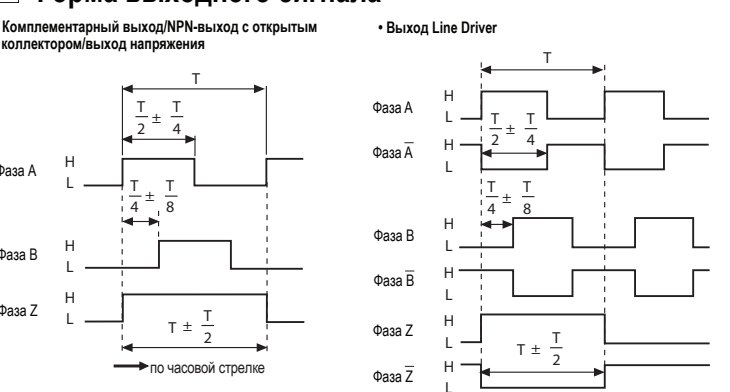 Форма выходного сигнала
Комплементарный выход/NPN-выход с открытым
коллектором/выход напряжения
T
T/2 ± T/4
Фаза A
H
L
T/4 ± T/8
Фаза B
H
L
Фаза Z
H
L
T ± T/2
по часовой стрелке
• Выход Line Driver
T
Фаза A
H
L
T/2 ± T/4
Фаза A̅
H
L
T/4 ± T/8
Фаза B
H
L
Фаза B̅
H
L
Фаза Z
H
L
T ± T/2
Фаза Z̅
H
L